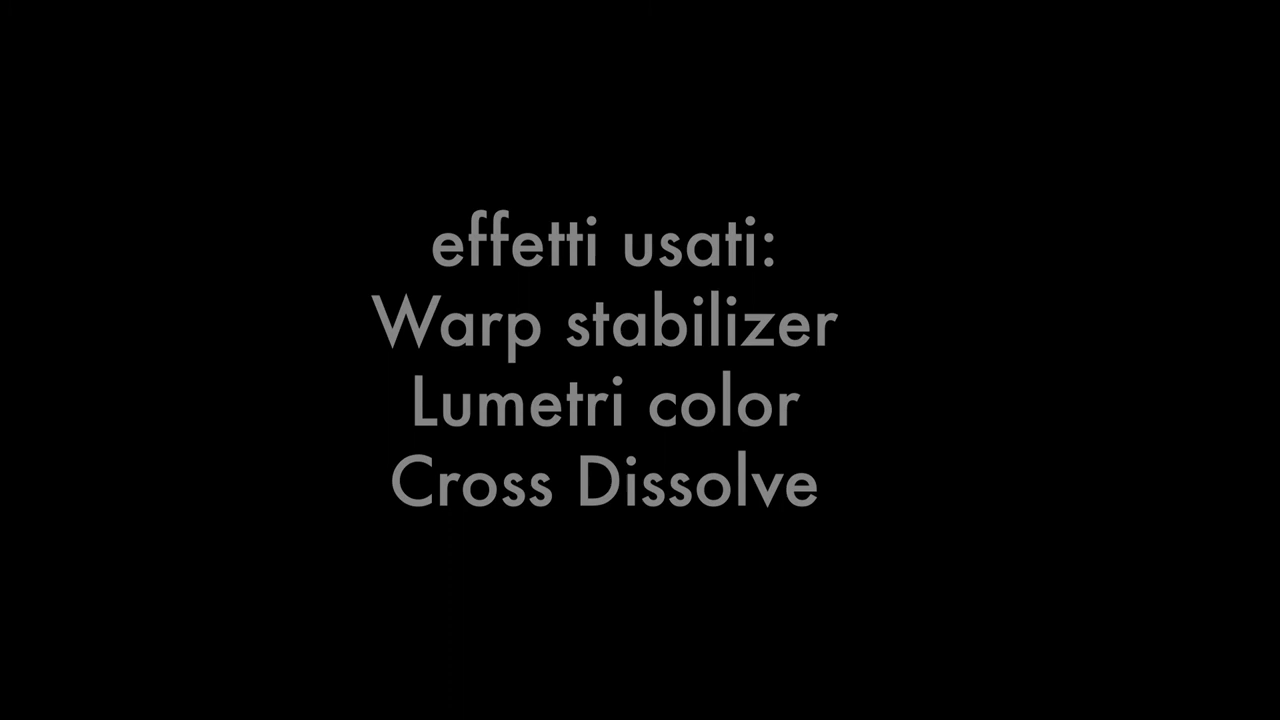 effetti usati:
Warp stabilizer
Lumetri color
Cross Dissolve